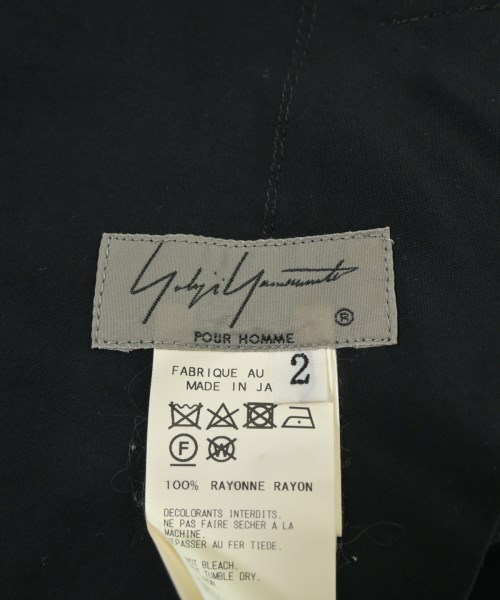 Yohji Yamamoto
®
POUR HOMME
2
FABRIQUE AU
MADE IN JA
F
W
100% RAYONNE RAYON
DECOLORANTS INTERDITS.
NE PAS FAIRE SECHER A LA
MACHINE.
REPASSER AU FER TIEDE.
NOT BLEACH.
TUMBLE DRY.